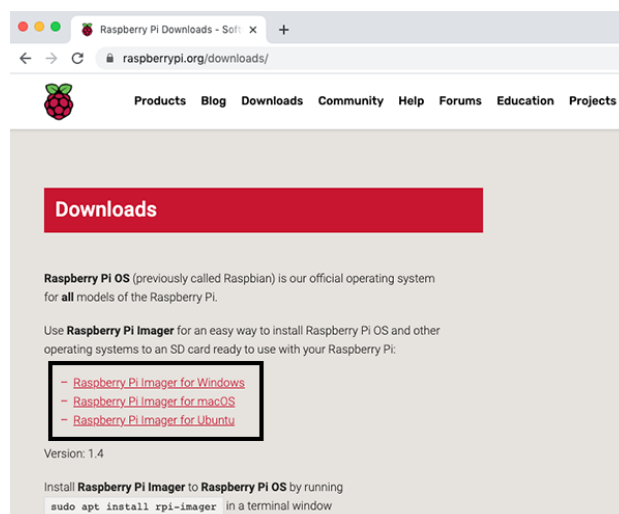 Raspberry Pi Downloads - Soft
raspberrypi.org/downloads/
Products Blog Downloads Community Help Forums Education Projects
Downloads
Raspberry Pi OS (previously called Raspbian) is our official operating system
for all models of the Raspberry Pi.
Use Raspberry Pi Imager for an easy way to install Raspberry Pi OS and other
operating systems to an SD card ready to use with your Raspberry Pi:
– Raspberry Pi Imager for Windows
– Raspberry Pi Imager for macOS
– Raspberry Pi Imager for Ubuntu
Version: 1.4
Install Raspberry Pi Imager to Raspberry Pi OS by running
sudo apt install rpi-imager in a terminal window